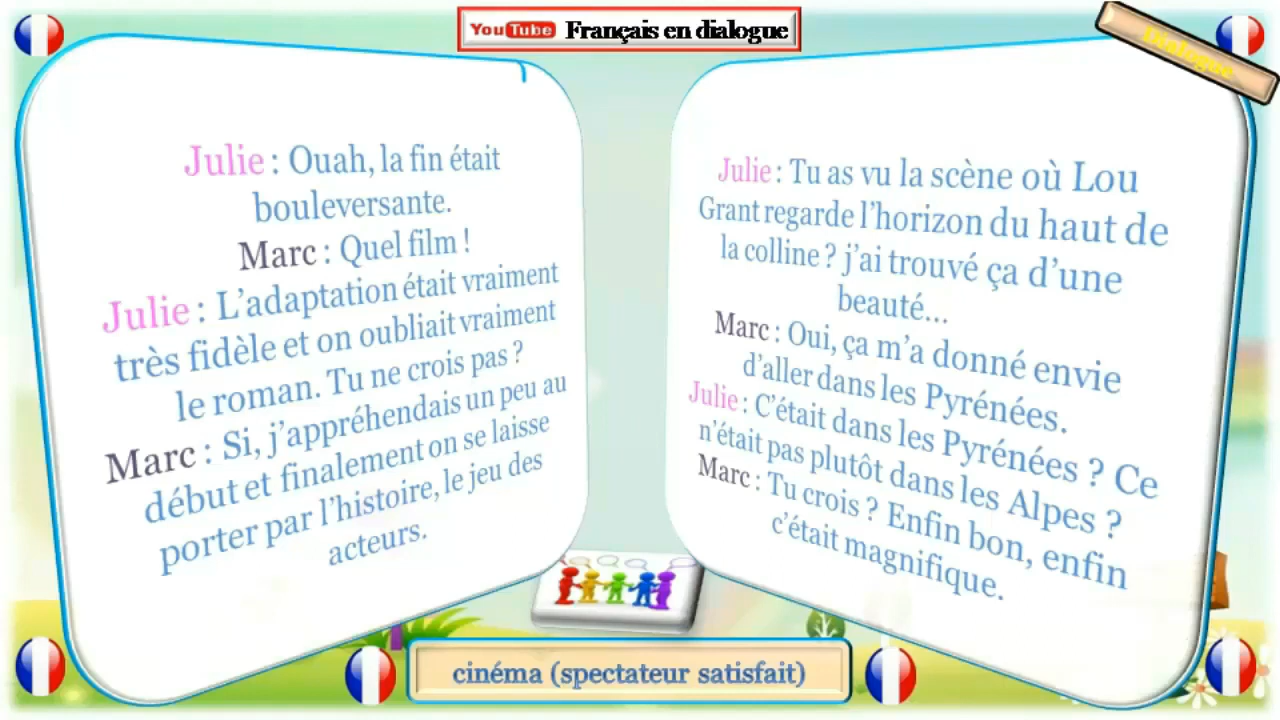 YouTube Français en dialogue
Dialogue
Julie : Ouah, la fin était
bouleversante.
Marc : Quel film !
Julie : L'adaptation était vraiment
très fidèle et on oubliait vraiment
le roman. Tu ne crois pas ?
Marc : Si, j'appréhendais un peu au
début et finalement on se laisse
porter par l'histoire, le jeu des
acteurs.
Julie : Tu as vu la scène où Lou
Grant regarde l'horizon du haut de
la colline ? j'ai trouvé ça d'une
beauté...
Marc : Oui, ça m'a donné envie
d'aller dans les Pyrénées.
Julie : C'était dans les Pyrénées ? Ce
n'était pas plutôt dans les Alpes ?
Marc : Tu crois ? Enfin bon, enfin
c'était magnifique.
cinéma (spectateur satisfait)